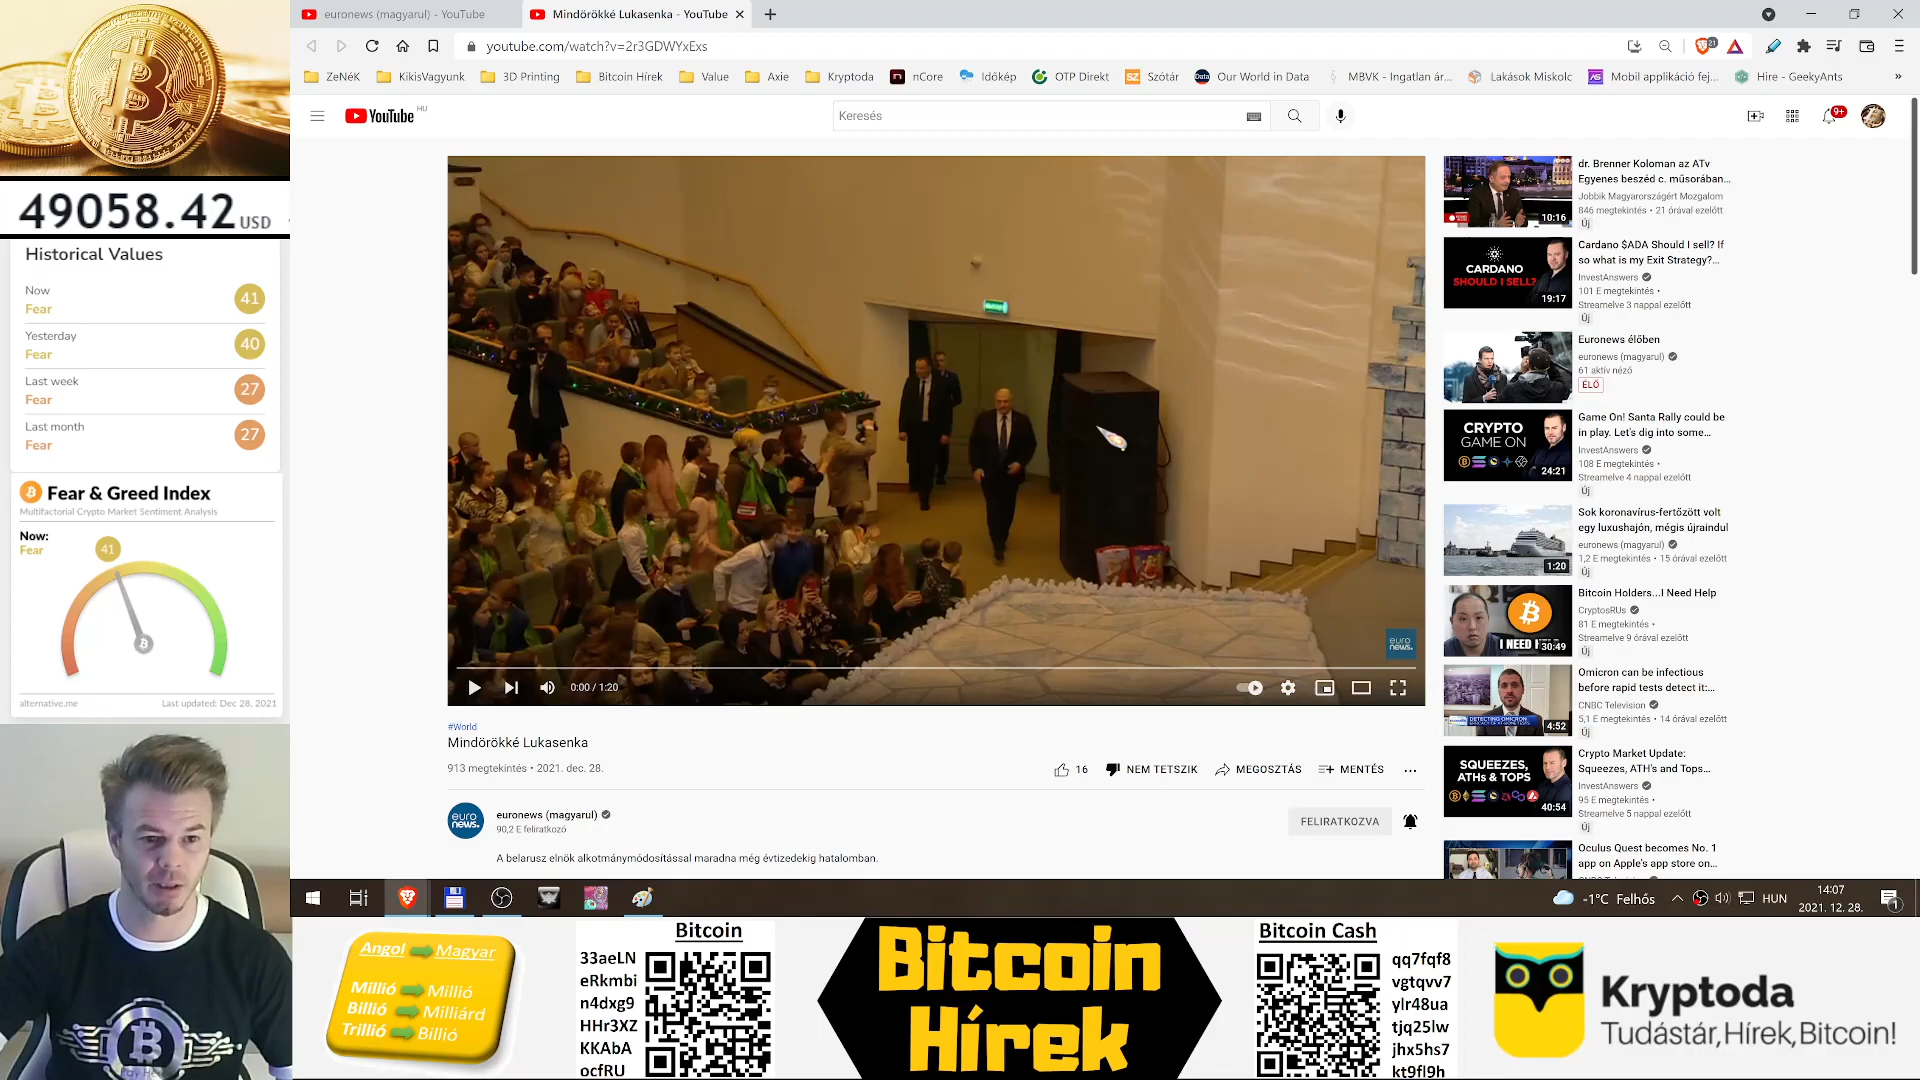 euronews (magyarul) - YouTube
Mindörökké Lukasenka - YouTube
youtube.com/watch?v=2r3GDWYxExs
21
ZeNéK
KikisVagyunk
3D Printing
Bitcoin Hírek
Value
Axie
Kryptoda
nCore
Időkép
OTP Direkt
SZ
Szótár
Data
Our World in Data
MBVK - Ingatlan ár...
Lakások Miskolc
Mobil applikáció fej...
Hire - GeekyAnts
»
YouTube HU
Keresés
9+
49058.42 USD
Historical Values
Now
Fear
41
Yesterday
Fear
40
Last week
Fear
27
Last month
Fear
27
Fear & Greed Index
Multifactorial Crypto Market Sentiment Analysis
Now:
Fear
41
alternative.me
Last updated: Dec 28, 2021
euro
news.
0:00 / 1:20
#World
Mindörökké Lukasenka
913 megtekintés • 2021. dec. 28.
16
NEM TETSZIK
MEGOSZTÁS
MENTÉS
euro
news.
euronews (magyarul)
90,2 E feliratkozó
FELIRATKOZVA
A belarusz elnök alkotmánymódosítással maradna még évtizedekig hatalomban.
10:16
dr. Brenner Koloman az ATv
Egyenes beszéd c. műsorában...
Jobbik Magyarországért Mozgalom
846 megtekintés • 21 órával ezelőtt
Új
CARDANO
SHOULD I SELL?
19:17
Cardano $ADA Should I sell? If
so what is my Exit Strategy?...
InvestAnswers
101 E megtekintés •
Streamelve 3 nappal ezelőtt
Új
Euronews élőben
euronews (magyarul)
61 aktív néző
ÉLŐ
CRYPTO
GAME ON
24:21
Game On! Santa Rally could be
in play. Let's dig into some...
InvestAnswers
108 E megtekintés •
Streamelve 4 nappal ezelőtt
Új
1:20
Sok koronavírus-fertőzött volt
egy luxushajón, mégis újraindul
euronews (magyarul)
1,2 E megtekintés • 15 órával ezelőtt
Új
I NEED
30:49
Bitcoin Holders...I Need Help
CryptosRUs
81 E megtekintés •
Streamelve 9 órával ezelőtt
Új
DETECTING OMICRON
4:52
Omicron can be infectious
before rapid tests detect it:...
CNBC Television
5,1 E megtekintés • 14 órával ezelőtt
Új
SQUEEZES,
ATHs & TOPS
40:54
Crypto Market Update:
Squeezes, ATH's and Tops...
InvestAnswers
95 E megtekintés •
Streamelve 5 nappal ezelőtt
Új
Oculus Quest becomes No. 1
app on Apple's app store on...
-1°C Felhős
HUN
14:07
2021. 12. 28.
1
Angol Magyar
Millió Millió
Billió Milliárd
Trillió Billió
Bitcoin
33aeLN
eRkmbi
n4dxg9
HHr3XZ
KKAbA
ocfRU
Bitcoin
Hírek
Bitcoin Cash
qq7fqf8
vgtqvv7
ylr48ua
tjq25lw
jhx5hs7
kt9fl9h
Kryptoda
Tudástár,Hírek,Bitcoin!